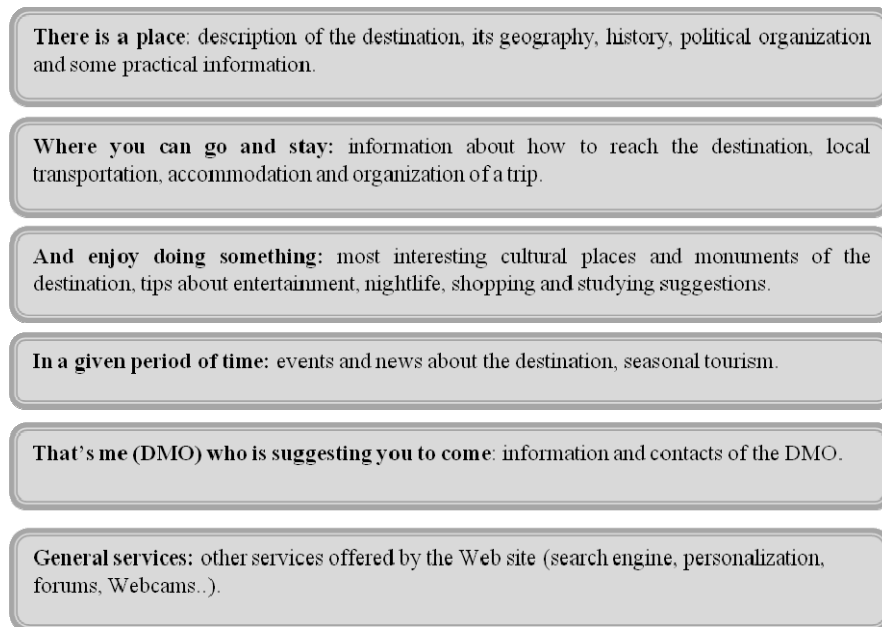 There is a place: description of the destination, its geography, history, political organization
and some practical information.
Where you can go and stay: information about how to reach the destination, local
transportation, accommodation and organization of a trip.
And enjoy doing something: most interesting cultural places and monuments of the
destination, tips about entertainment, nightlife, shopping and studying suggestions.
In a given period of time: events and news about the destination, seasonal tourism.
That's me (DMO) who is suggesting you to come: information and contacts of the DMO.
General services: other services offered by the Web site (search engine, personalization,
forums, Webcams..).